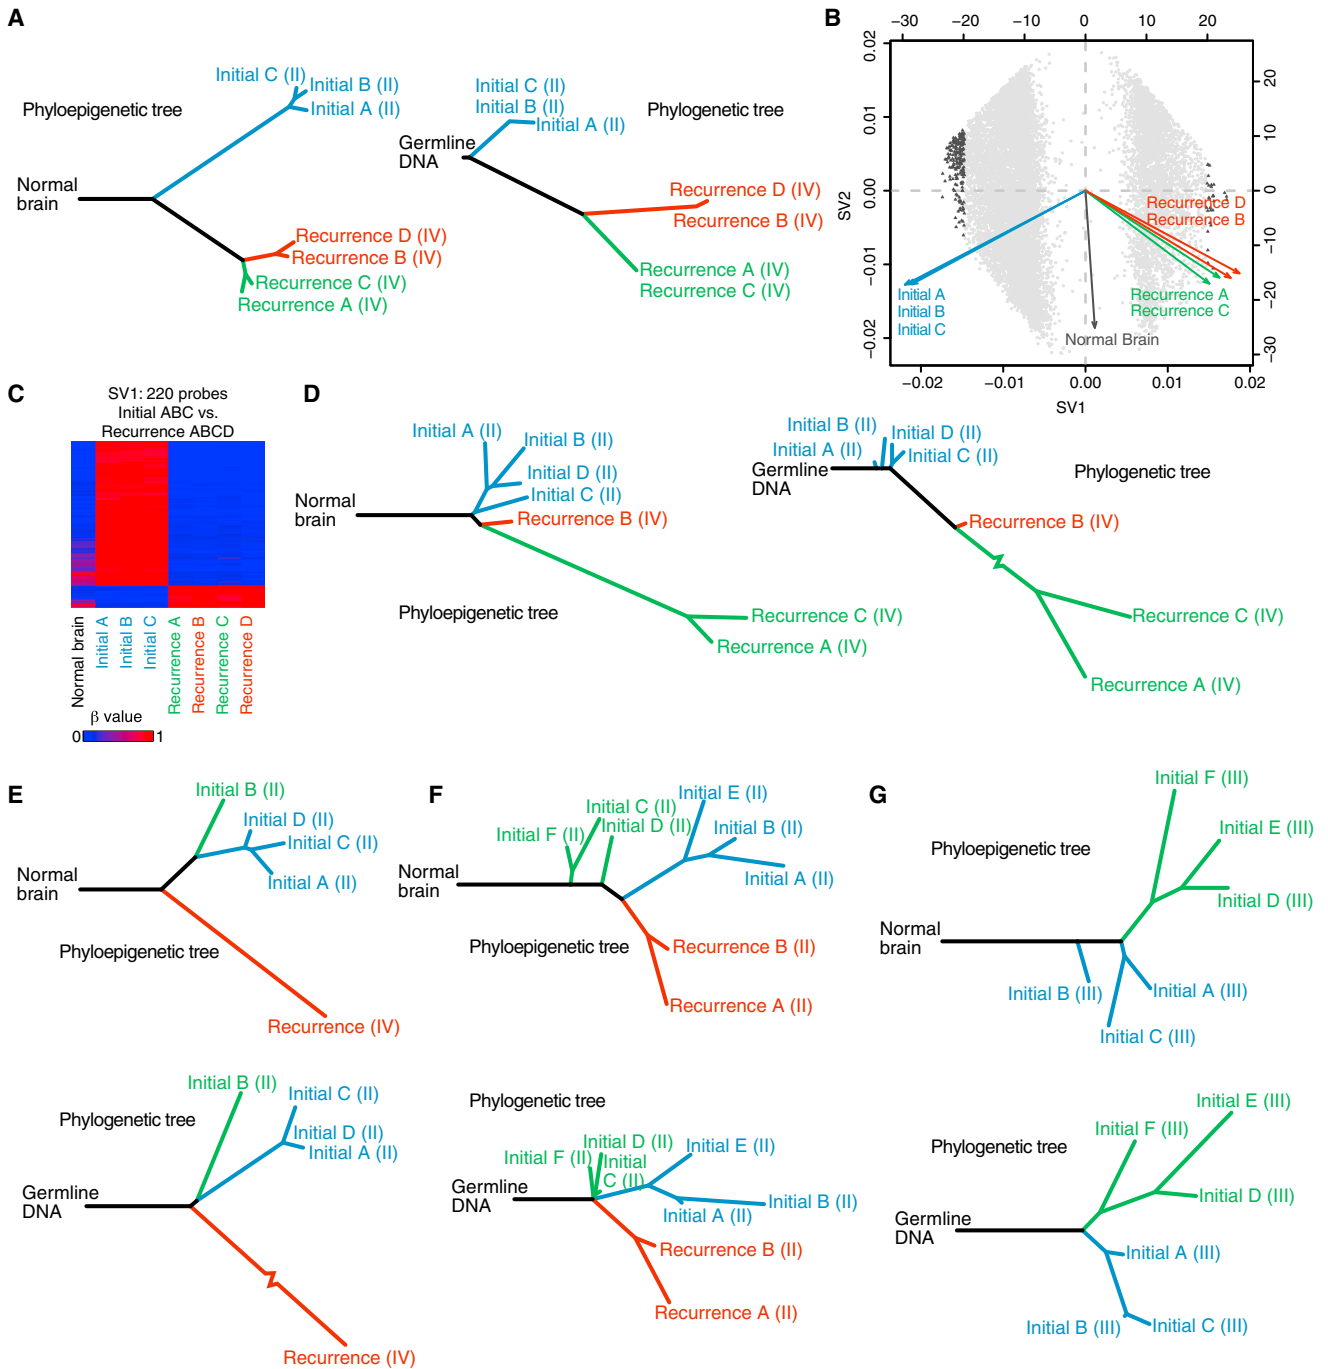 A
Phyloepigenetic tree
Initial C (II)
Initial B (II)
Initial A (II)
Normal
brain
Recurrence D (IV)
Recurrence B (IV)
Recurrence C (IV)
Recurrence A (IV)
Initial C (II)
Initial B (II)
Initial A (II)
Phylogenetic tree
Germline
DNA
Recurrence D (IV)
Recurrence B (IV)
Recurrence A (IV)
Recurrence C (IV)
B
−30 −20 −10 0 10 20
0.02
0.01
0.00
−0.01
−0.02
SV2
20
10
0
−10
−20
−30
Recurrence D
Recurrence B
Initial A
Initial B
Initial C
Recurrence A
Recurrence C
Normal Brain
−0.02 −0.01 0.00 0.01 0.02
SV1
C
SV1: 220 probes
Initial ABC vs.
Recurrence ABCD
Normal brain
Initial A
Initial B
Initial C
Recurrence A
Recurrence B
Recurrence C
Recurrence D
β value
0 1
D
Initial A (II)
Initial B (II)
Initial D (II)
Initial C (II)
Normal
brain
Recurrence B (IV)
Phyloepigenetic tree
Recurrence C (IV)
Recurrence A (IV)
Initial B (II)
Initial D (II)
Initial A (II)
Initial C (II)
Germline
DNA
Phylogenetic tree
Recurrence B (IV)
Recurrence C (IV)
Recurrence A (IV)
E
Initial B (II)
Initial D (II)
Initial C (II)
Initial A (II)
Normal
brain
Phyloepigenetic tree
Recurrence (IV)
Initial B (II)
Initial C (II)
Phylogenetic tree
Initial D (II)
Initial A (II)
Germline
DNA
Recurrence (IV)
F
Initial E (II)
Initial C (II)
Initial F (II)
Initial D (II)
Initial B (II)
Initial A (II)
Normal
brain
Phyloepigenetic tree
Recurrence B (II)
Recurrence A (II)
Phylogenetic tree
Initial D (II)
Initial F (II)
Initial
C (II)
Initial E (II)
Germline
DNA
Initial B (II)
Initial A (II)
Recurrence B (II)
Recurrence A (II)
G
Initial F (III)
Initial E (III)
Phyloepigenetic tree
Initial D (III)
Normal
brain
Initial B (III)
Initial A (III)
Initial C (III)
Initial E (III)
Initial F (III)
Phylogenetic tree
Initial D (III)
Germline
DNA
Initial A (III)
Initial B (III)
Initial C (III)